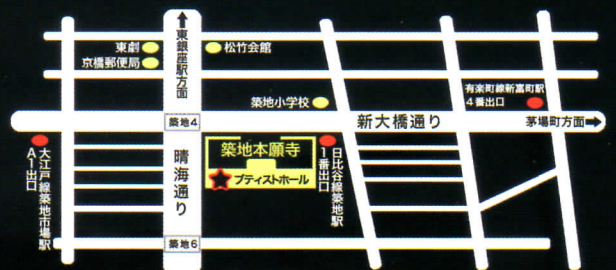 東銀座駅方面
東劇
京橋郵便局
松竹会館
築地小学校
有楽町線新富町駅
4番出口
築地4
新大橋通り
茅場町方面
大江戸線築地市場駅
A1出口
晴海通り
築地本願寺
ブティストホール
日比谷線築地駅
1番出口
築地6